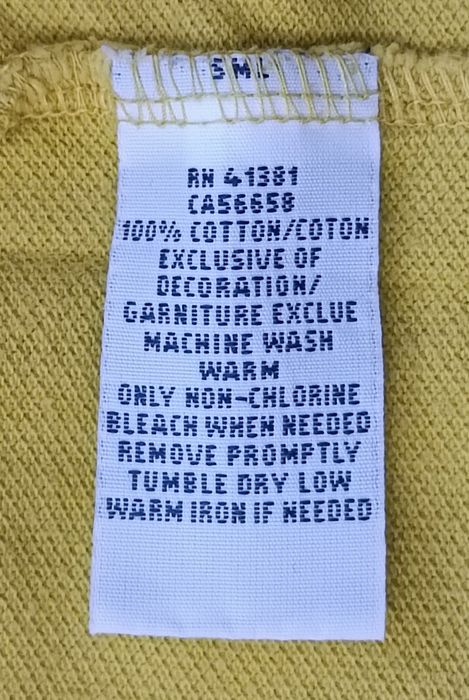 RN 41381
CA56658
100% COTTON/COTON
EXCLUSIVE OF
DECORATION/
GARNITURE EXCLUE
MACHINE WASH
WARM
ONLY NON-CHLORINE
BLEACH WHEN NEEDED
REMOVE PROMPTLY
TUMBLE DRY LOW
WARM IRON IF NEEDED